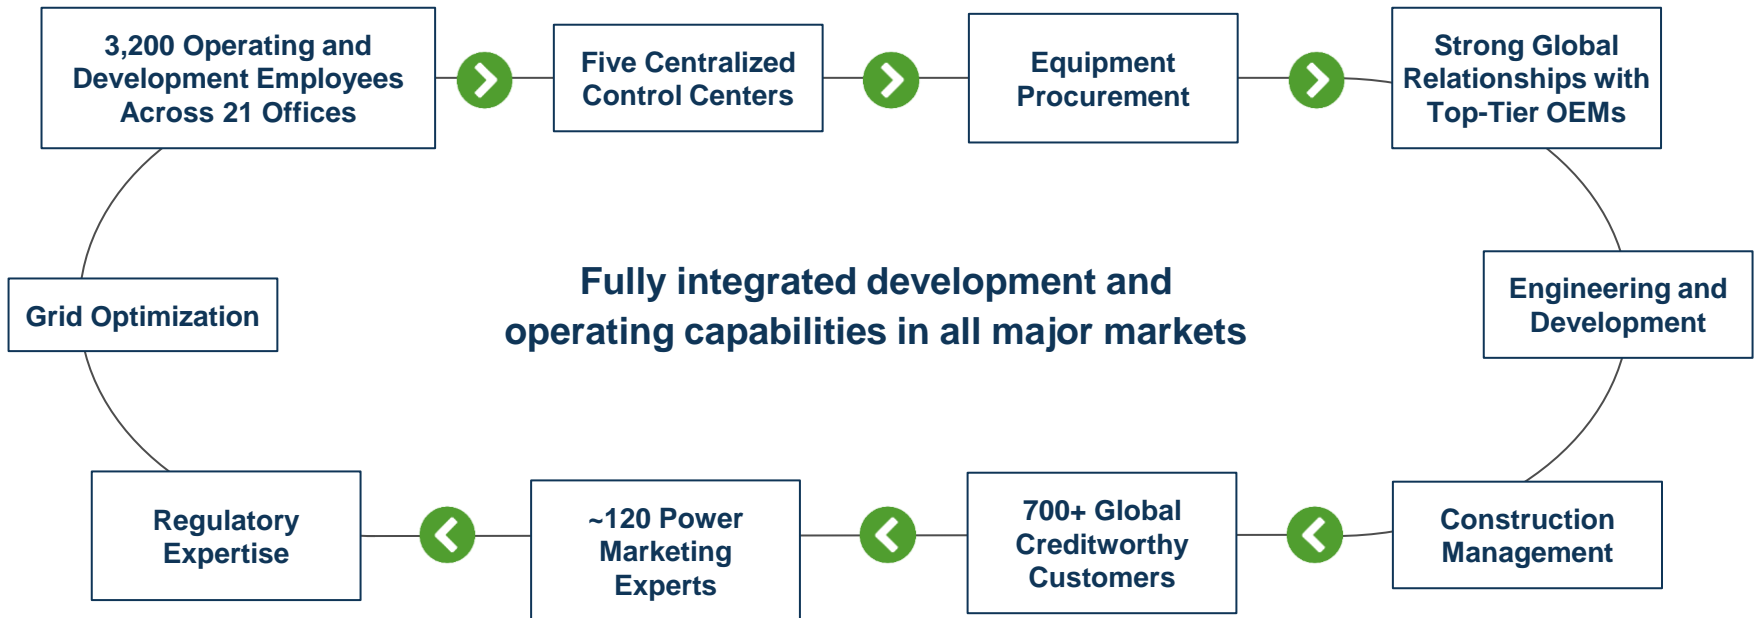 3,200 Operating and
Development Employees
Across 21 Offices
Five Centralized
Control Centers
Equipment
Procurement
Strong Global
Relationships with
Top-Tier OEMs
Grid Optimization
Fully integrated development and
operating capabilities in all major markets
Engineering and
Development
Regulatory
Expertise
~120 Power
Marketing
Experts
700+ Global
Creditworthy
Customers
Construction
Management